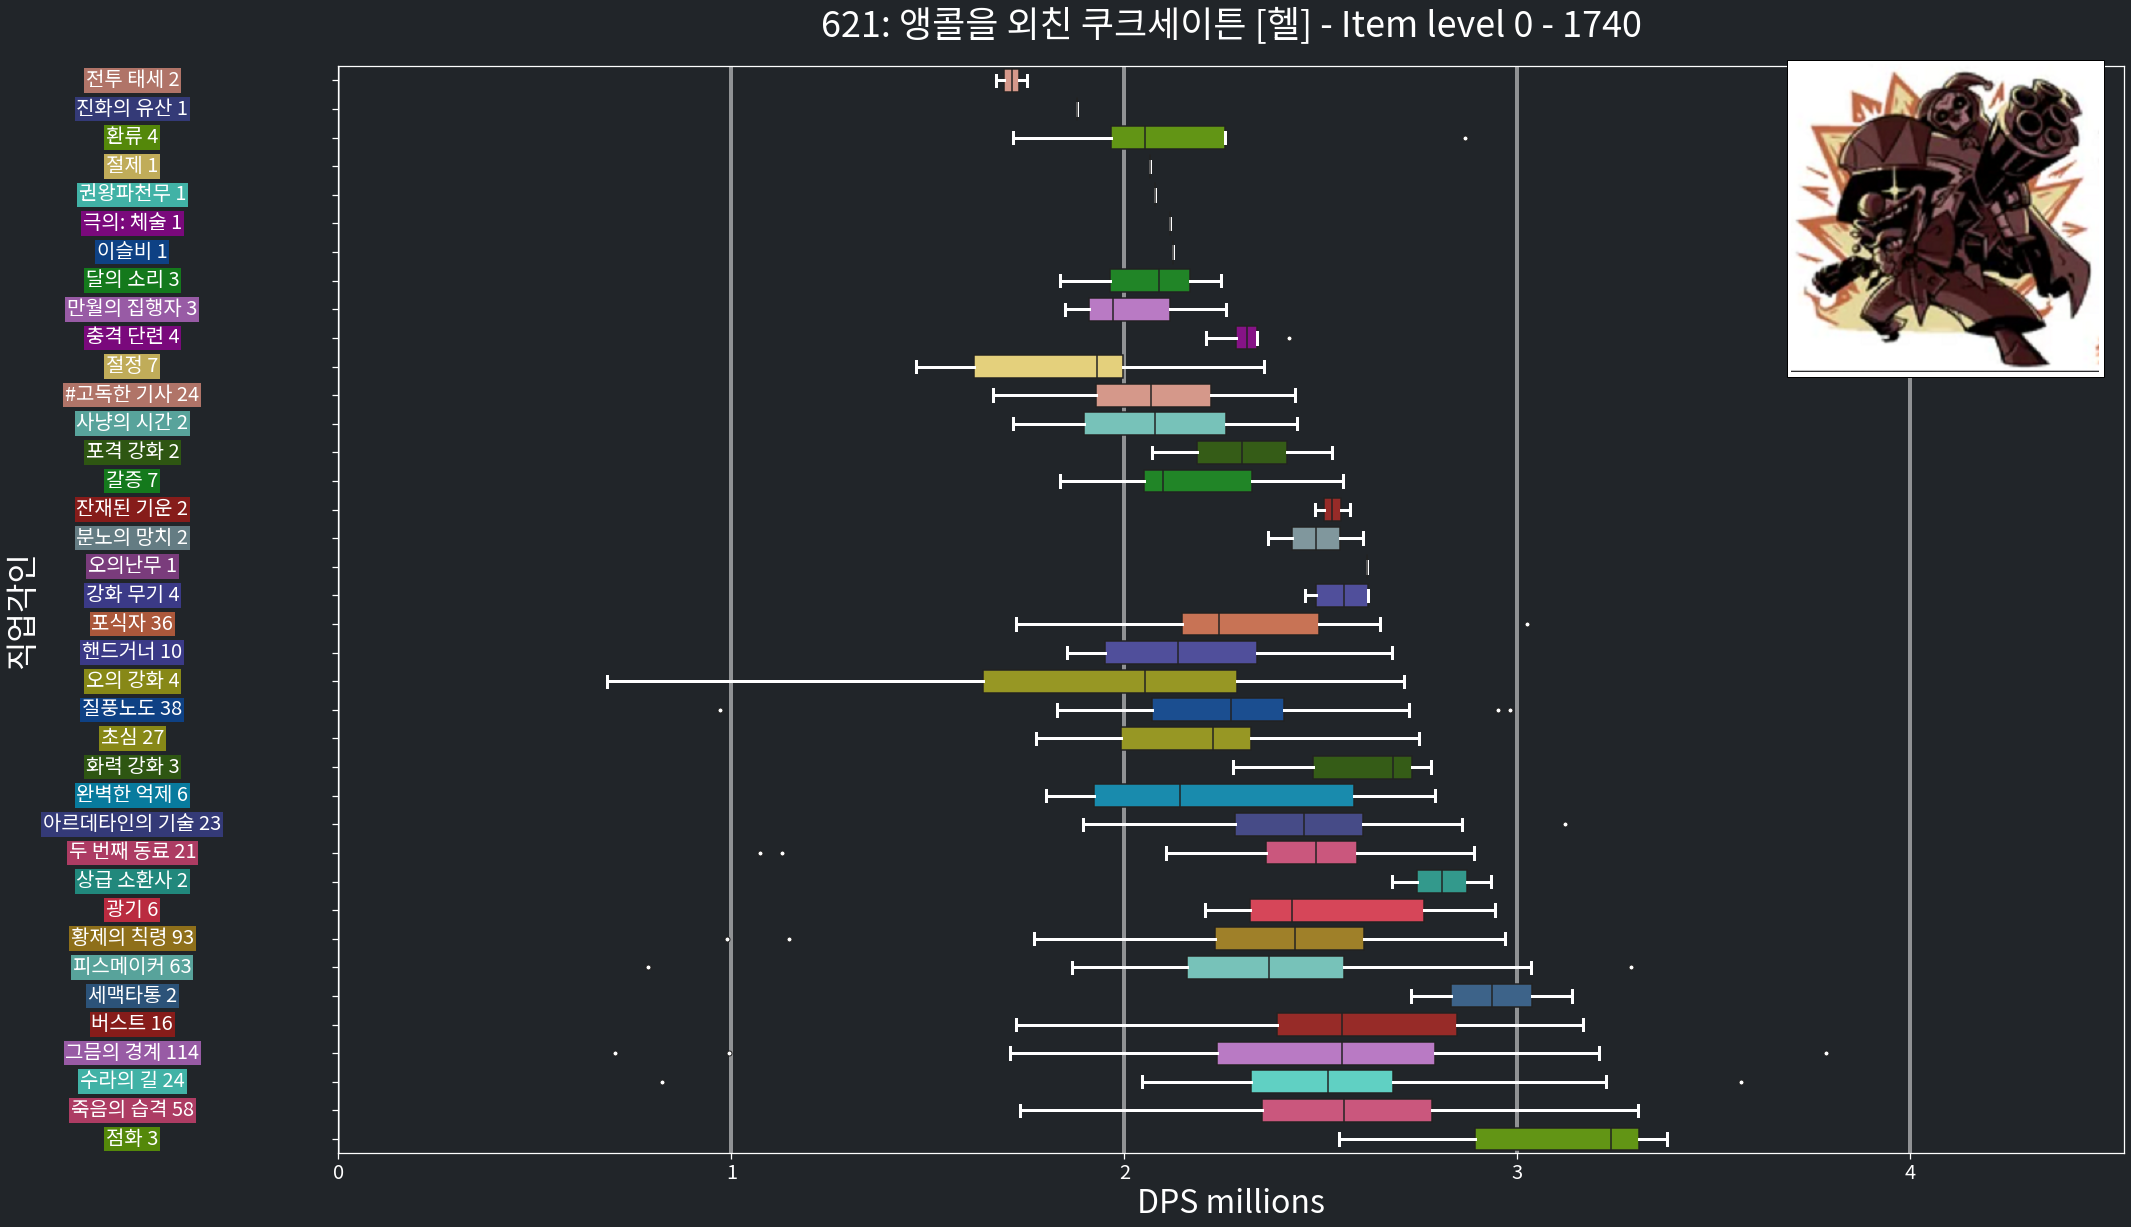 621: 앵콜을 외친 쿠크세이튼 [헬] - Item level 0 - 1740
전투 태세 2
진화의 유산 1
환류 4
절제 1
권왕파천무 1
극의: 체술 1
이슬비 1
달의 소리 3
만월의 집행자 3
충격 단련 4
절정 7
#고독한 기사 24
사냥의 시간 2
포격 강화 2
갈증 7
잔재된 기운 2
분노의 망치 2
오의난무 1
강화 무기 4
포식자 36
핸드거너 10
오의 강화 4
질풍노도 38
초심 27
화력 강화 3
완벽한 억제 6
아르데타인의 기술 23
두 번째 동료 21
상급 소환사 2
광기 6
황제의 칙령 93
피스메이커 63
세맥타통 2
버스트 16
그믐의 경계 114
수라의 길 24
죽음의 습격 58
점화 3
직업각인
0 1 2 3 4
DPS millions